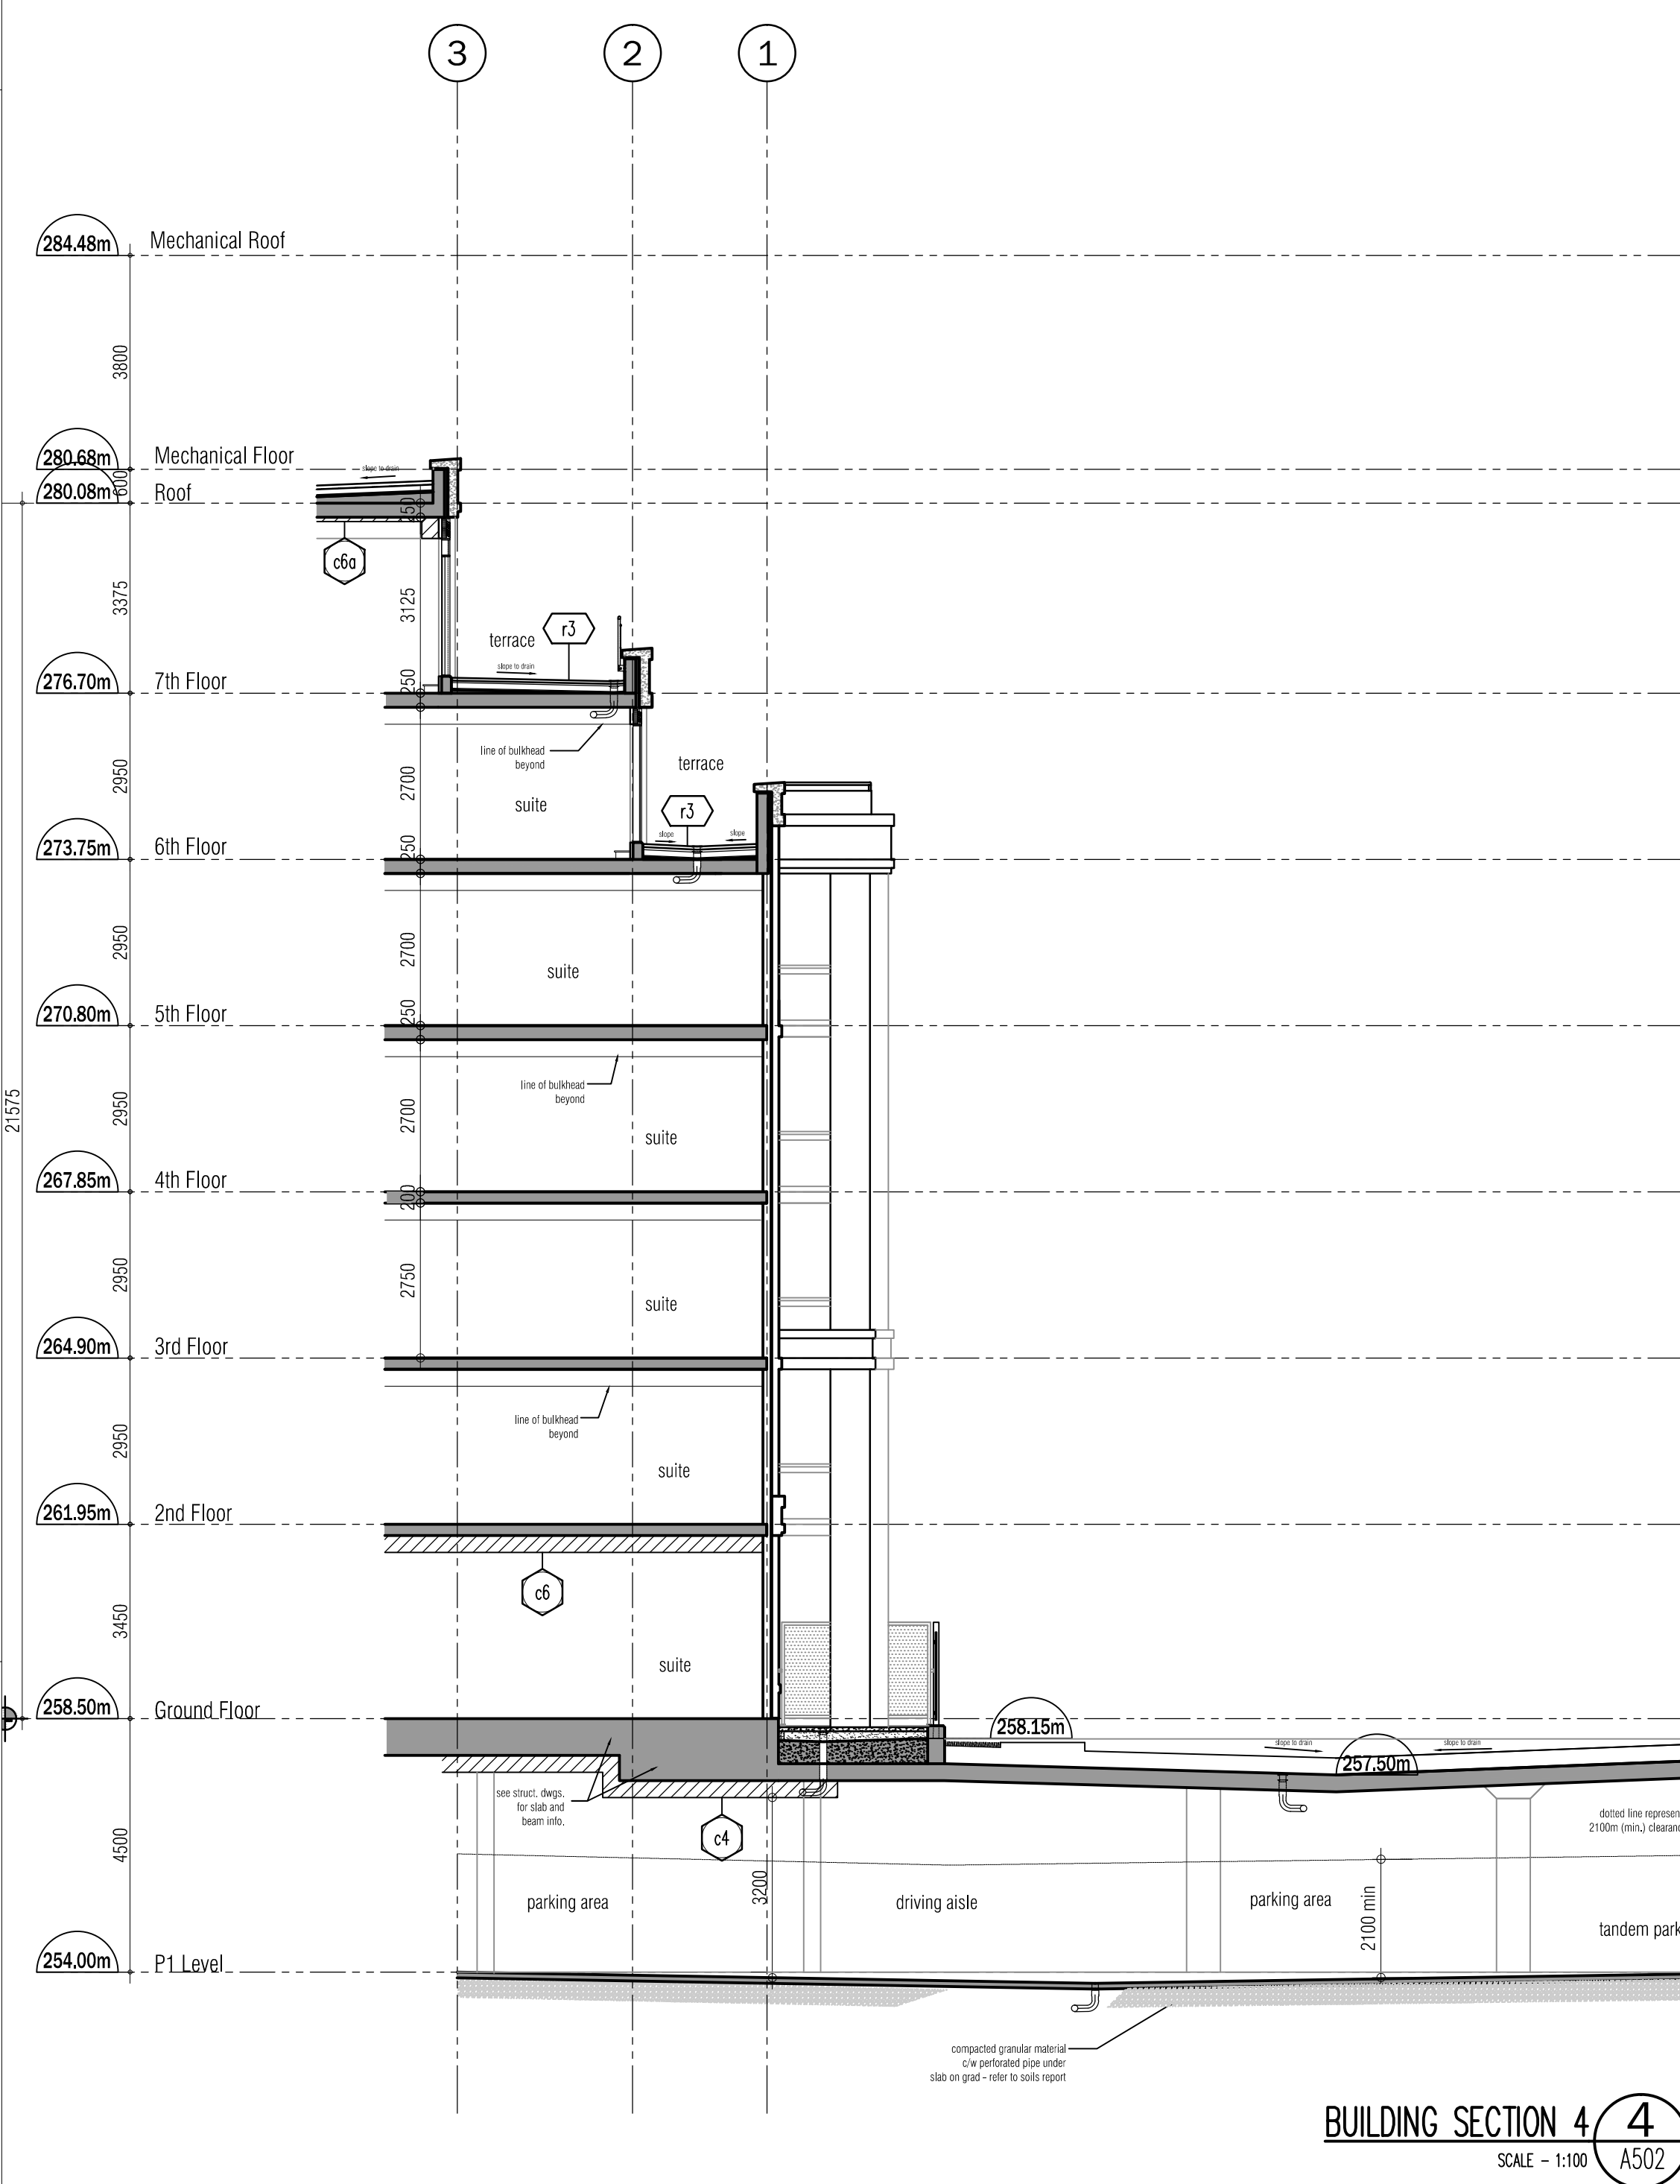 3 2 1
284.48m Mechanical Roof
3800
280.68m Mechanical Floor
slope to drain
600
280.08m Roof
250
c6a
3375
3125
terrace r3
slope to drain
276.70m 7th Floor
250
line of bulkhead
beyond
2950
2700
terrace
suite
r3
slope slope
273.75m 6th Floor
250
2950
2700
suite
270.80m 5th Floor
250
line of bulkhead
beyond
21575
2950
2700
suite
267.85m 4th Floor
200
2950
2750
suite
264.90m 3rd Floor
line of bulkhead
beyond
2950
suite
261.95m 2nd Floor
c6
3450
suite
258.50m Ground Floor
258.15m
slope to drain
257.50m
slope to drain
see struct. dwgs.
for slab and
beam info.
c4
dotted line represen
2100m (min.) clearanc
4500
3200
2100 min
parking area driving aisle parking area
tandem park
254.00m P1 Level
compacted granular material
c/w perforated pipe under
slab on grad - refer to soils report
BUILDING SECTION 4 4
SCALE - 1:100 A502